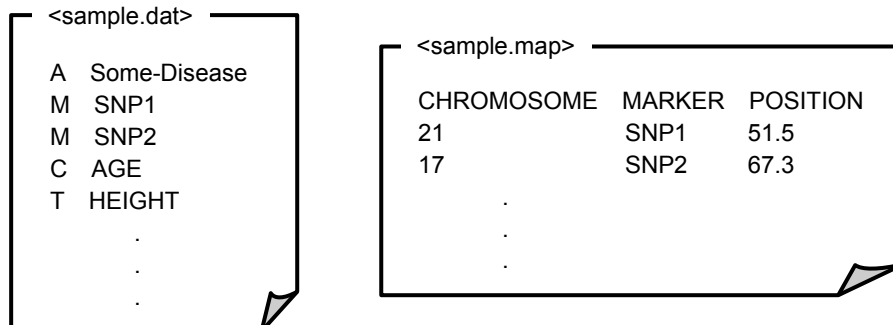 <sample.dat>
A Some-Disease
M SNP1
M SNP2
C AGE
T HEIGHT
.
.
.
<sample.map>
CHROMOSOME MARKER POSITION
21 SNP1 51.5
17 SNP2 67.3
.
.
.